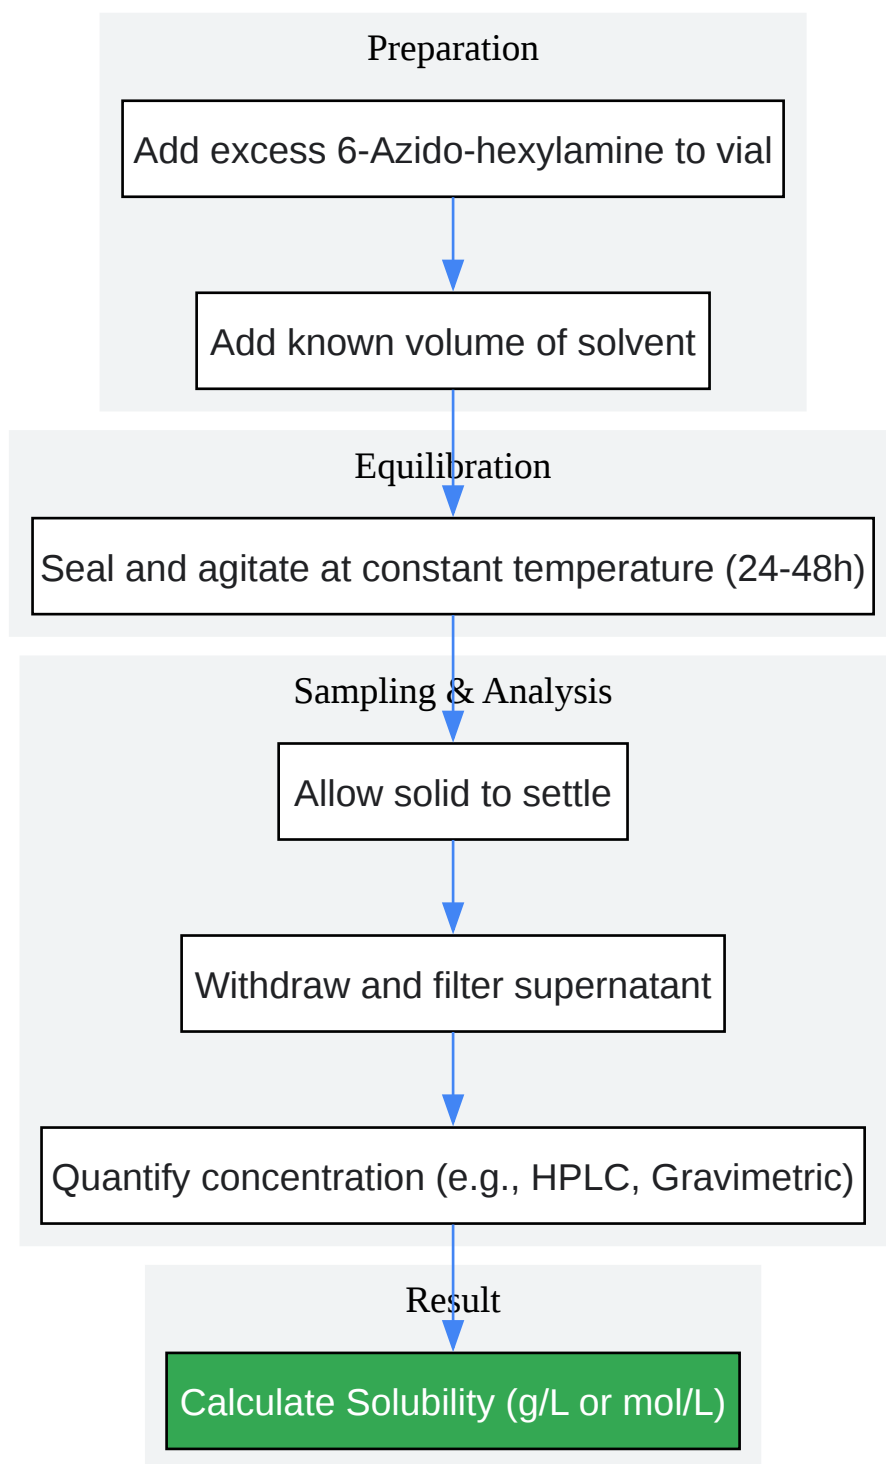 Preparation
Add excess 6-Azido-hexylamine to vial
Add known volume of solvent
Equilibration
Seal and agitate at constant temperature (24-48h)
Sampling & Analysis
Allow solid to settle
Withdraw and filter supernatant
Quantify concentration (e.g., HPLC, Gravimetric)
Result
Calculate Solubility (g/L or mol/L)